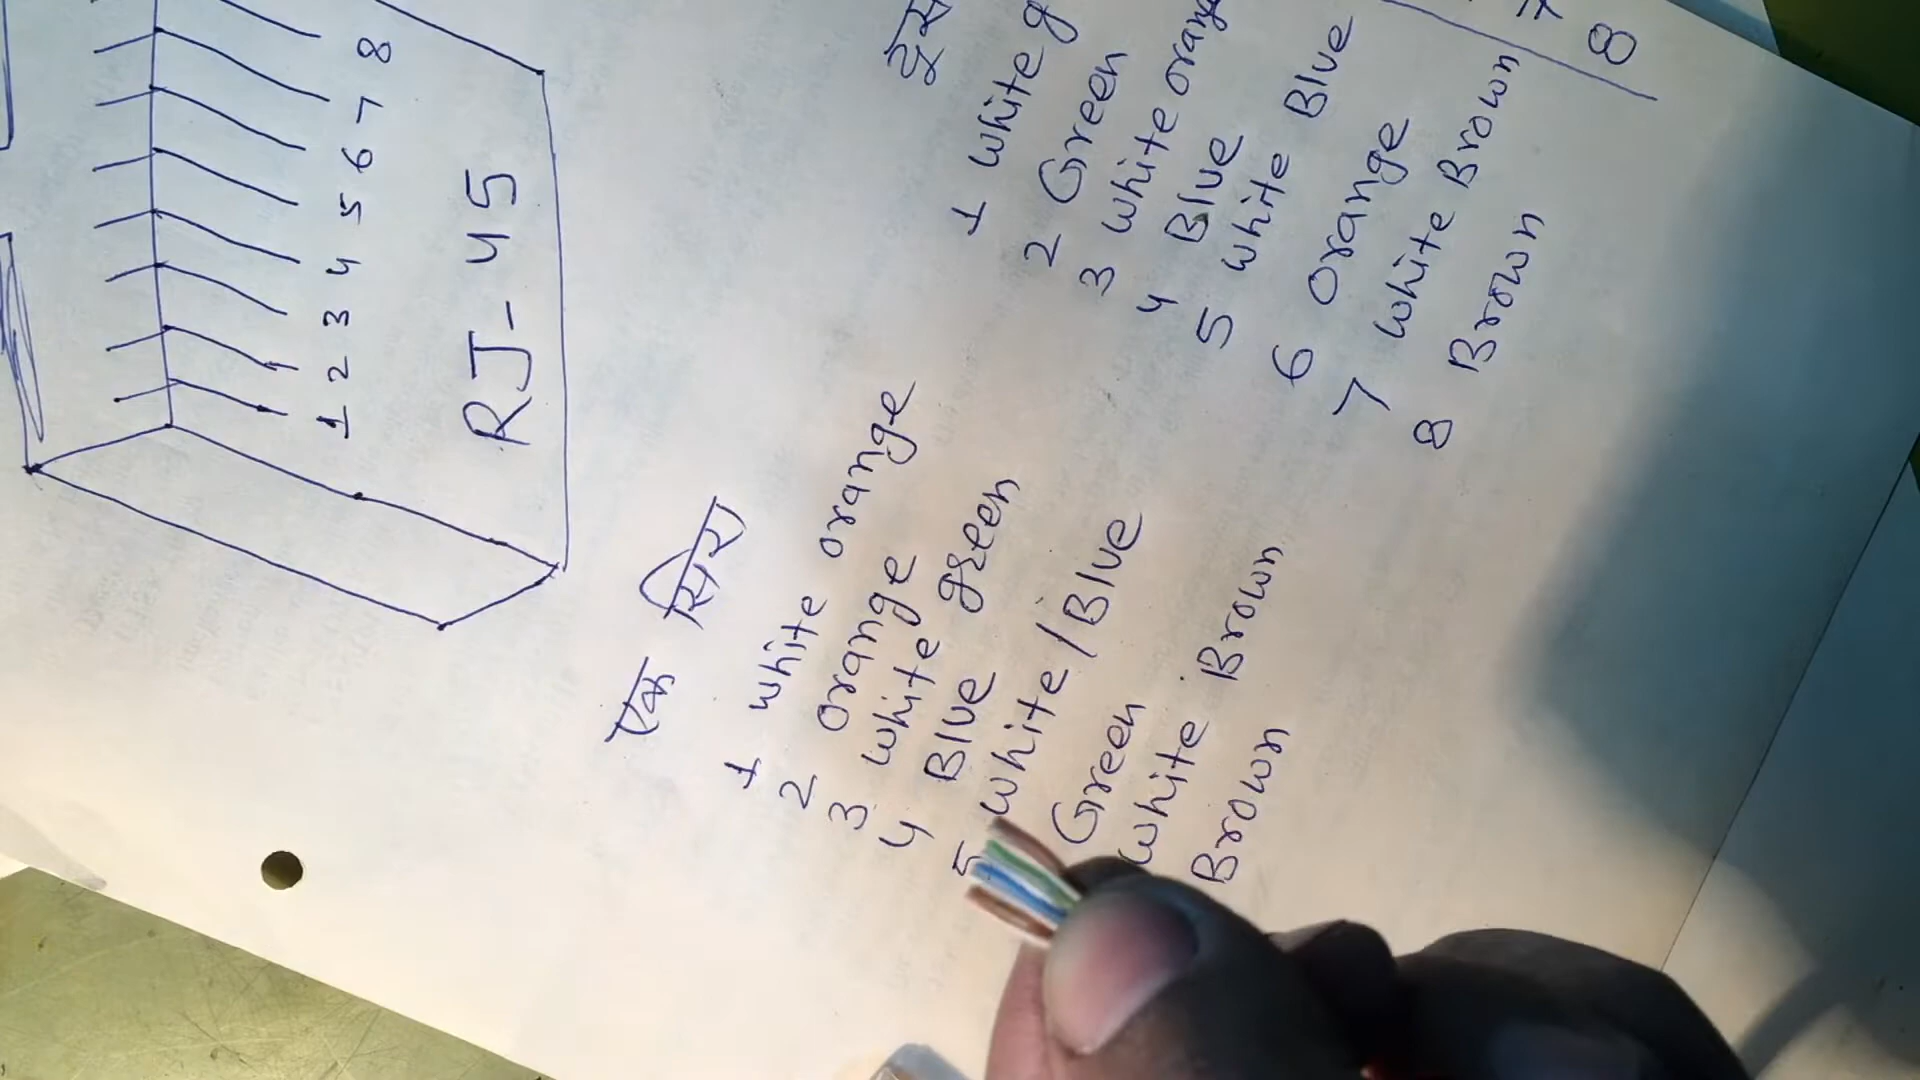 1 2 3 4 5 6 7 8
RJ-45
एक सिरा
1 white orange
2 orange
3 white green
4 Blue
5 white/Blue
Green
white Brown
Brown
1 white
2 Green
3 white orange
4 Blue
5 white Blue
6 orange
7 white Brown
8 Brown
7
8